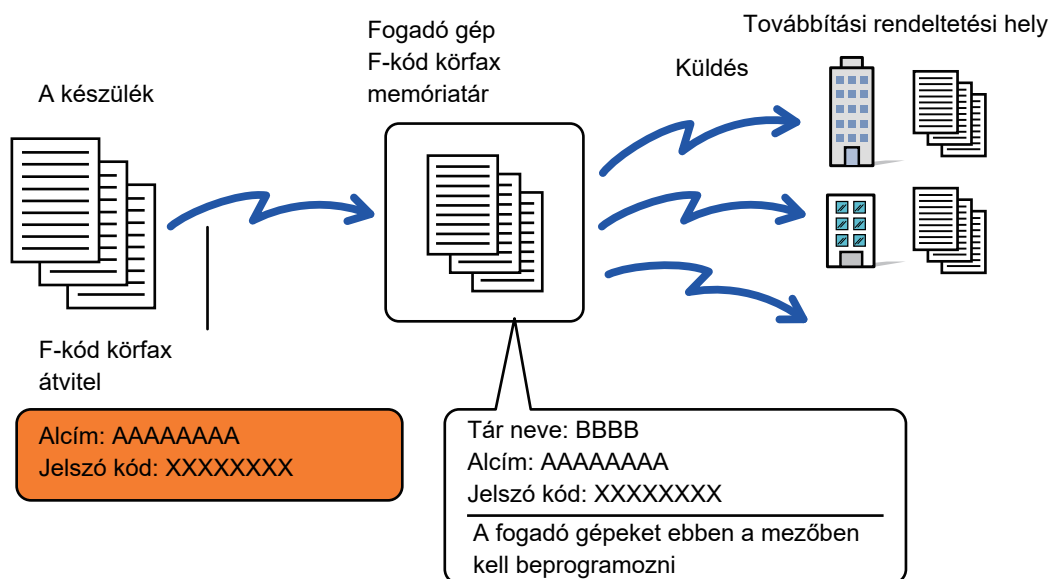 A készülék
Fogadó gép
F-kód körfax
memóriatár
Küldés
Továbbítási rendeltetési hely
F-kód körfax
átvitel
Alcím: AAAAAAAA
Jelszó kód: XXXXXXXX
Tár neve: BBBB
Alcím: AAAAAAAA
Jelszó kód: XXXXXXXX
A fogadó gépeket ebben a mezőben
kell beprogramozni